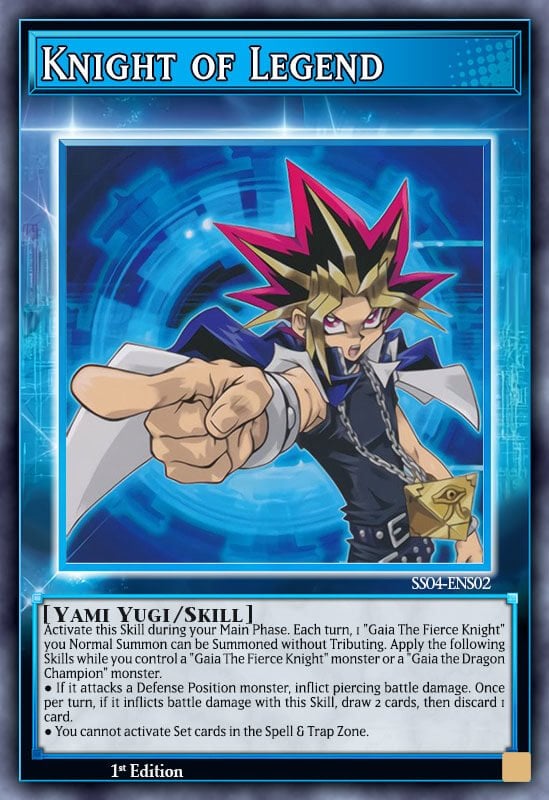 Knight of Legend
SS04-ENS02
[Yami Yugi/Skill]
Activate this Skill during your Main Phase. Each turn, 1 "Gaia The Fierce Knight"
you Normal Summon can be Summoned without Tributing. Apply the following
Skills while you control a "Gaia The Fierce Knight" monster or a "Gaia the Dragon
Champion" monster.
● If it attacks a Defense Position monster, inflict piercing battle damage. Once
per turn, if it inflicts battle damage with this Skill, draw 2 cards, then discard 1
card.
● You cannot activate Set cards in the Spell & Trap Zone.
1st Edition